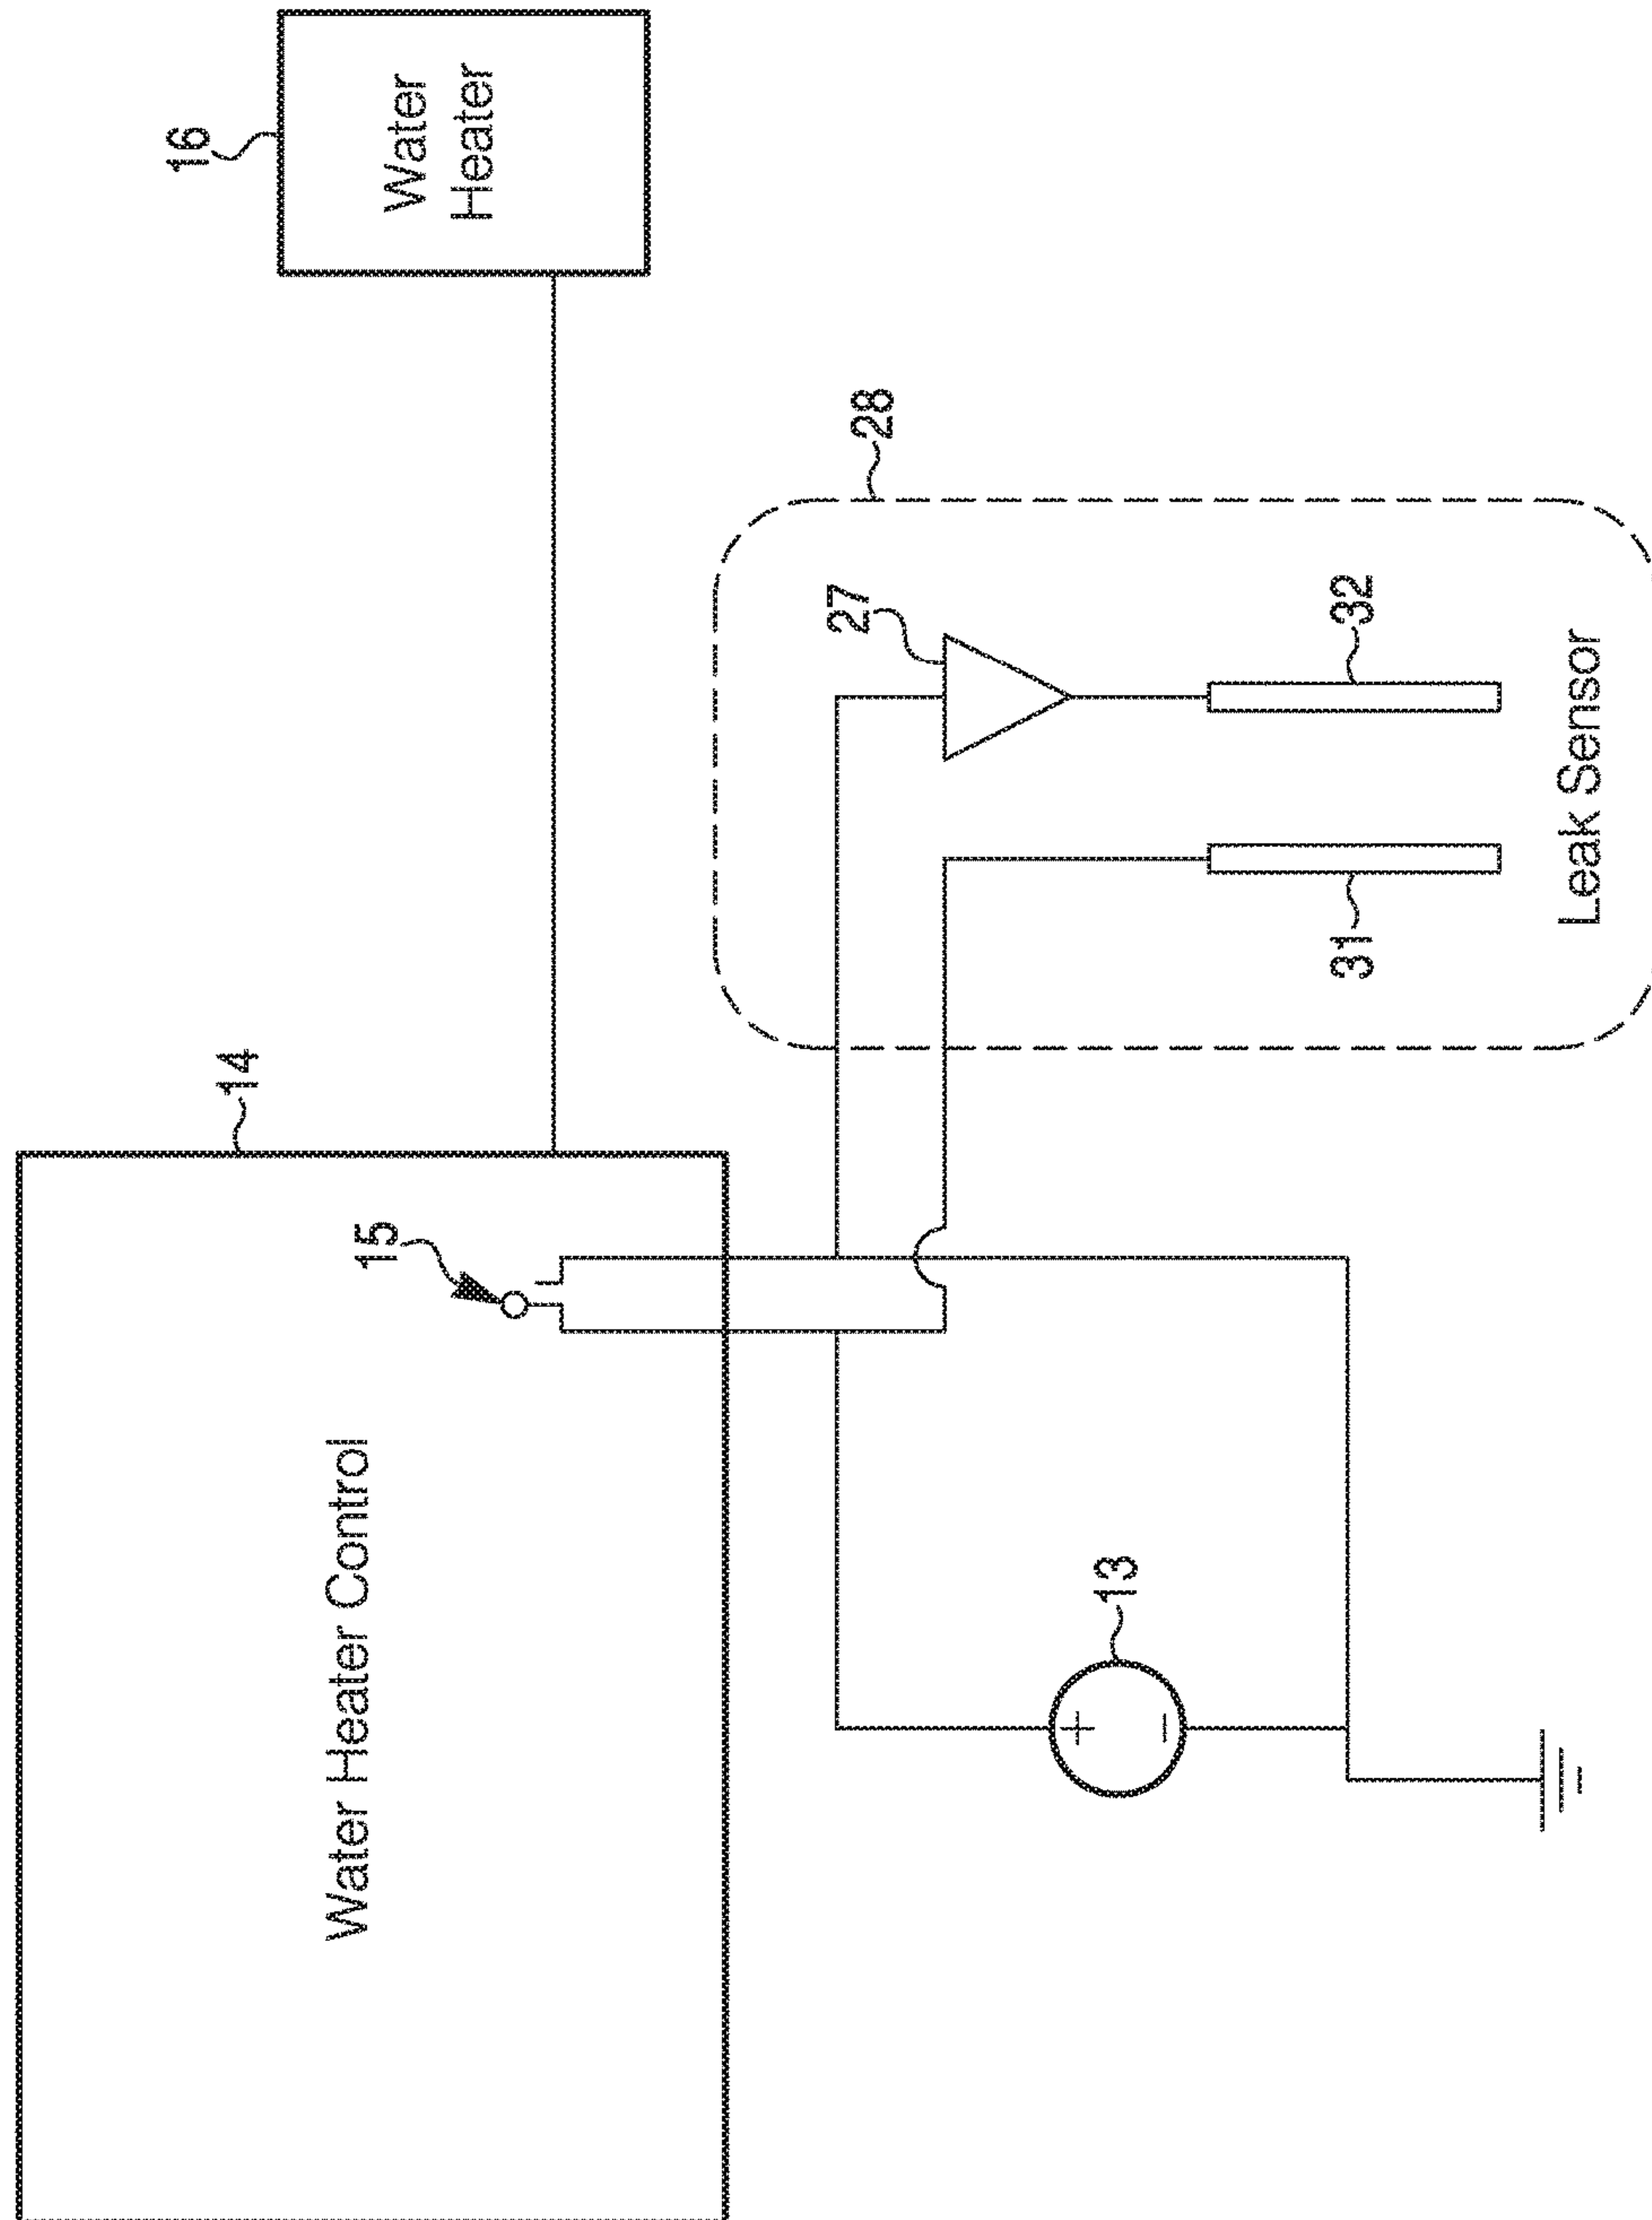 16
Water
Heater
14
15
Water Heater Control
28
27
32
31
Leak Sensor
13
+
−